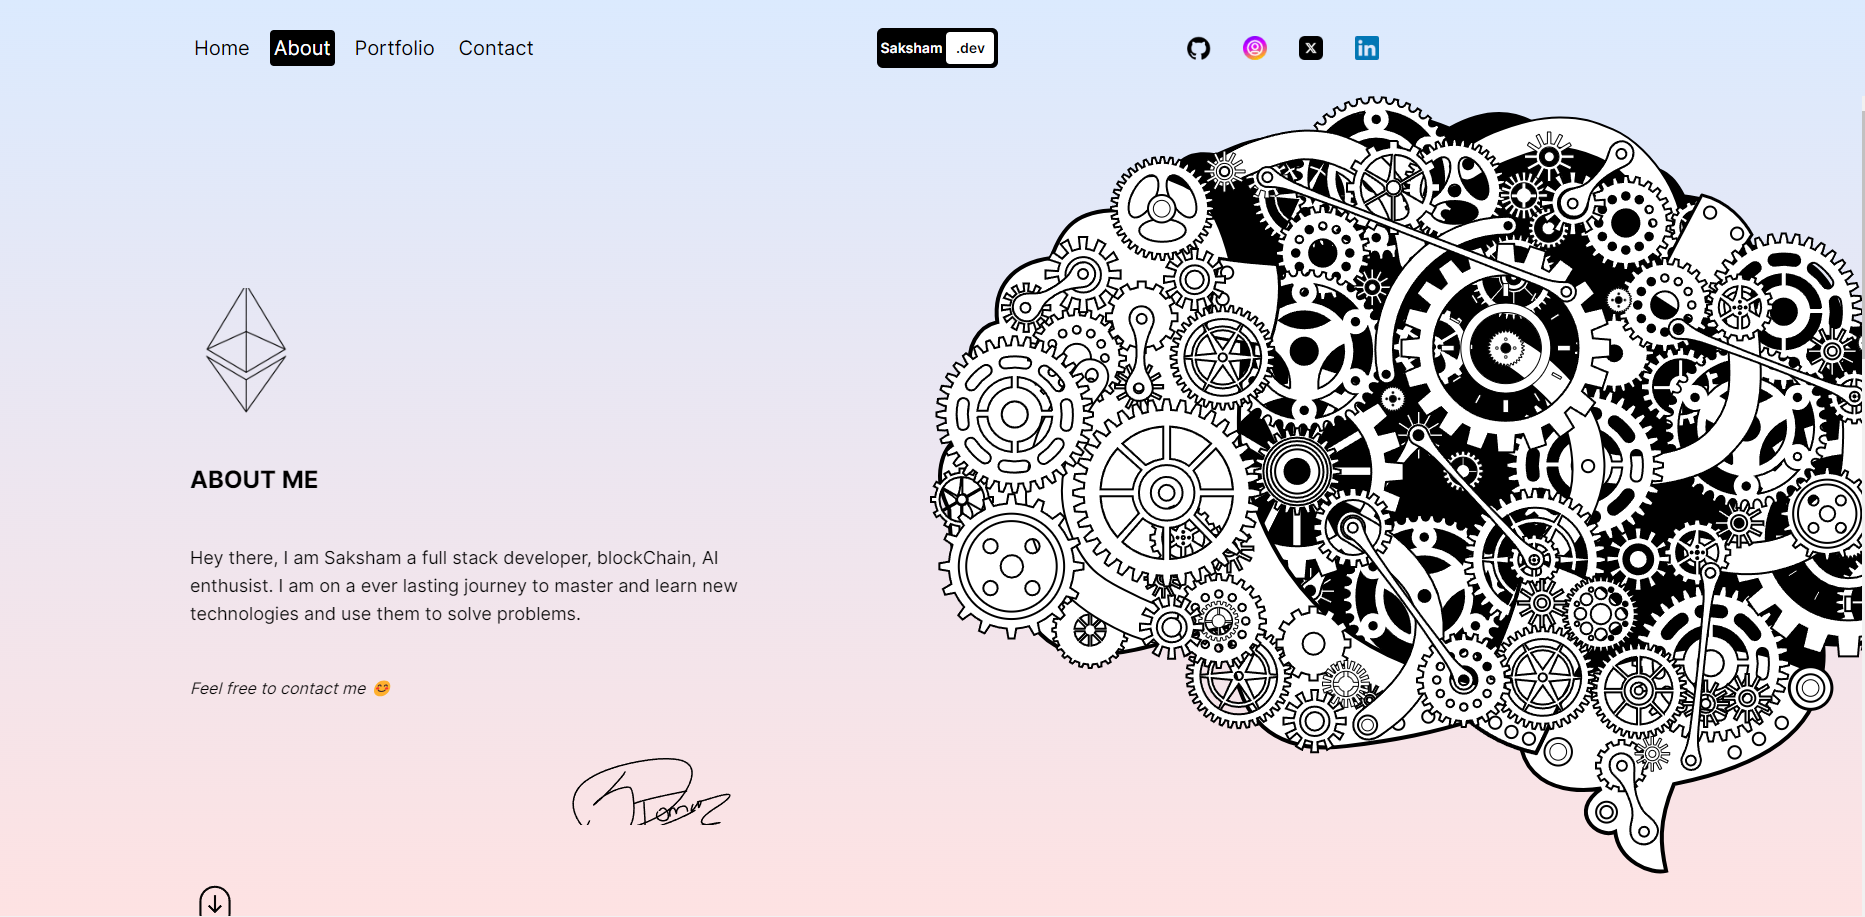 Home About Portfolio Contact Saksham .dev
ABOUT ME
Hey there, I am Saksham a full stack developer, blockChain, AI
enthusist. I am on a ever lasting journey to master and learn new
technologies and use them to solve problems.
Feel free to contact me 😊